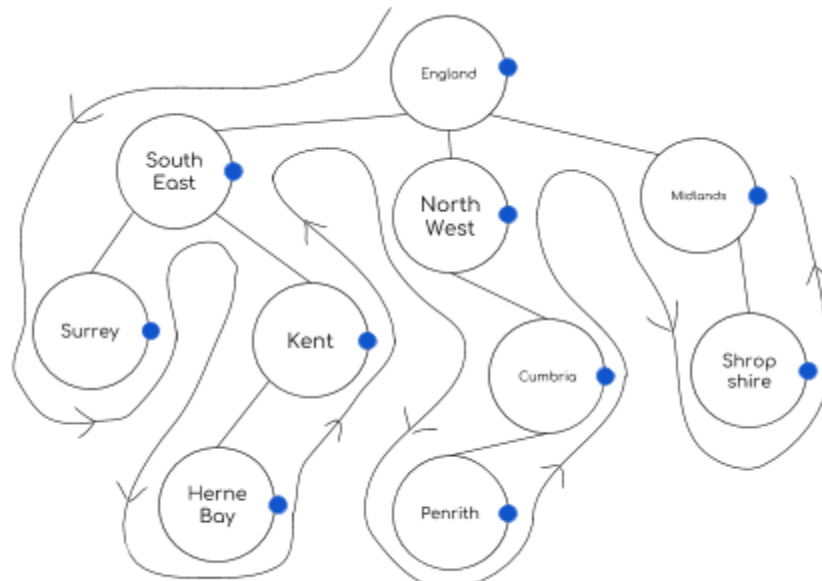 England
South
East
North
West
Midlands
Surrey
Kent
Cumbria
Shrop
shire
Herne
Bay
Penrith